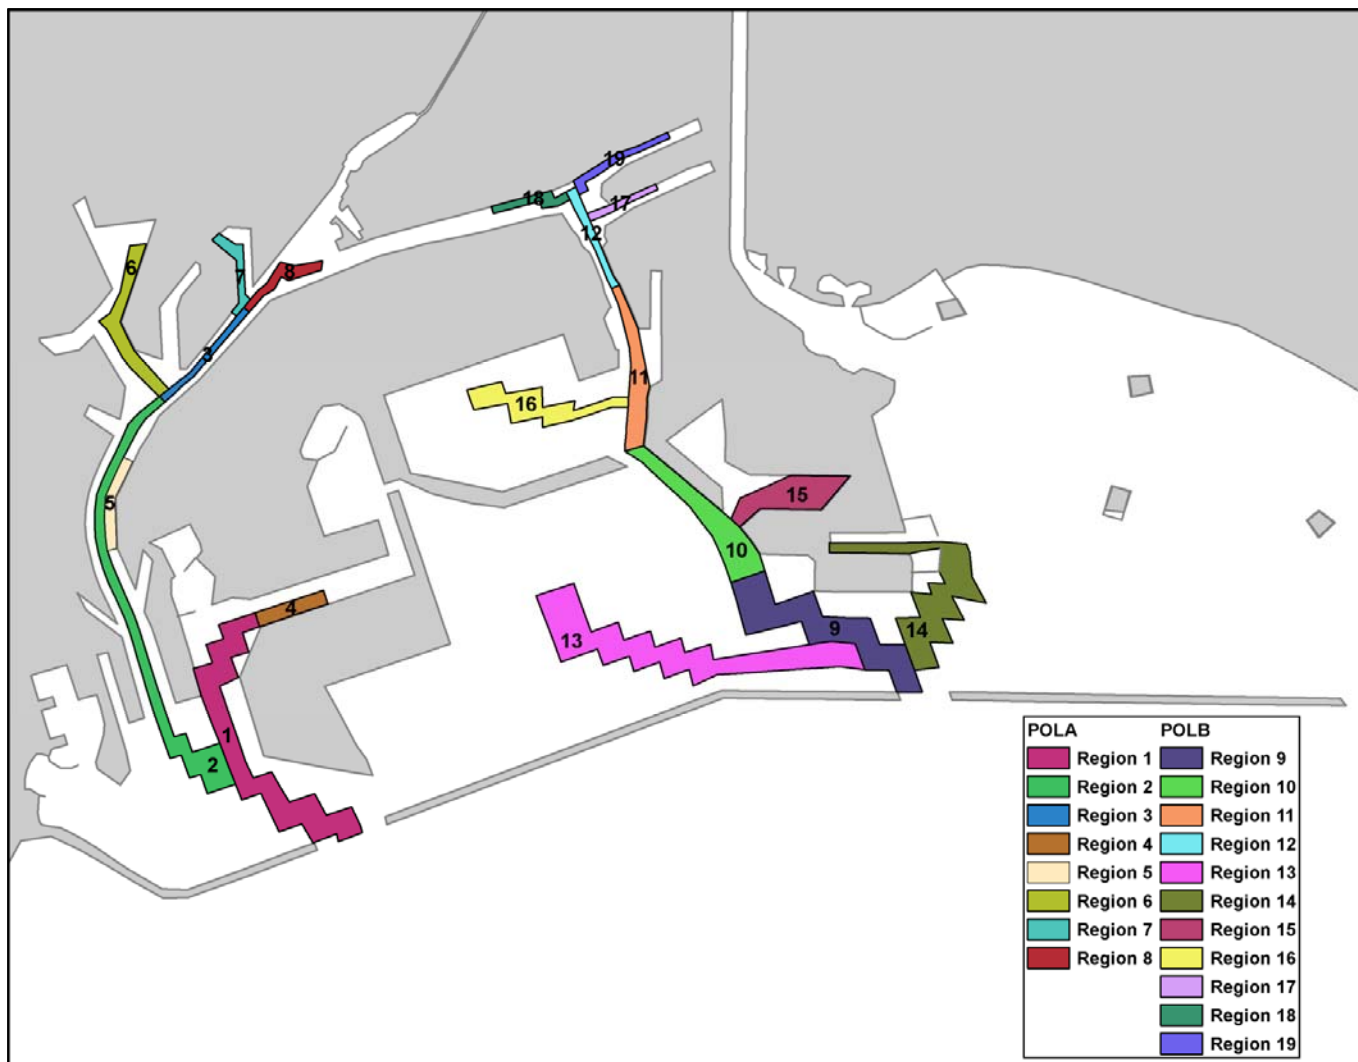 19
18
17
12
6
7
8
3
11
16
15
5
10
4
9
14
13
1
2
POLA POLB
Region 1 Region 9
Region 2 Region 10
Region 3 Region 11
Region 4 Region 12
Region 5 Region 13
Region 6 Region 14
Region 7 Region 15
Region 8 Region 16
Region 17
Region 18
Region 19